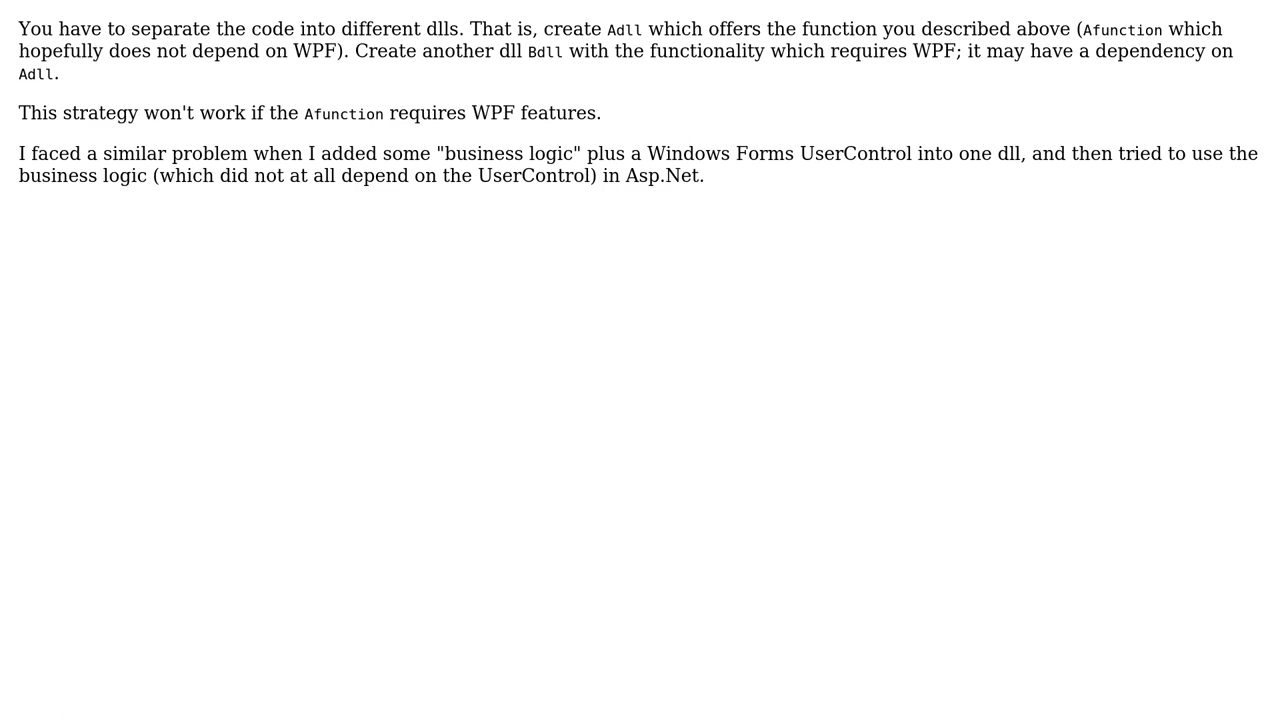 You have to separate the code into different dlls. That is, create Adll which offers the function you described above (Afunction which
hopefully does not depend on WPF). Create another dll Bdll with the functionality which requires WPF; it may have a dependency on
Adll.
This strategy won't work if the Afunction requires WPF features.
I faced a similar problem when I added some "business logic" plus a Windows Forms UserControl into one dll, and then tried to use the
business logic (which did not at all depend on the UserControl) in Asp.Net.